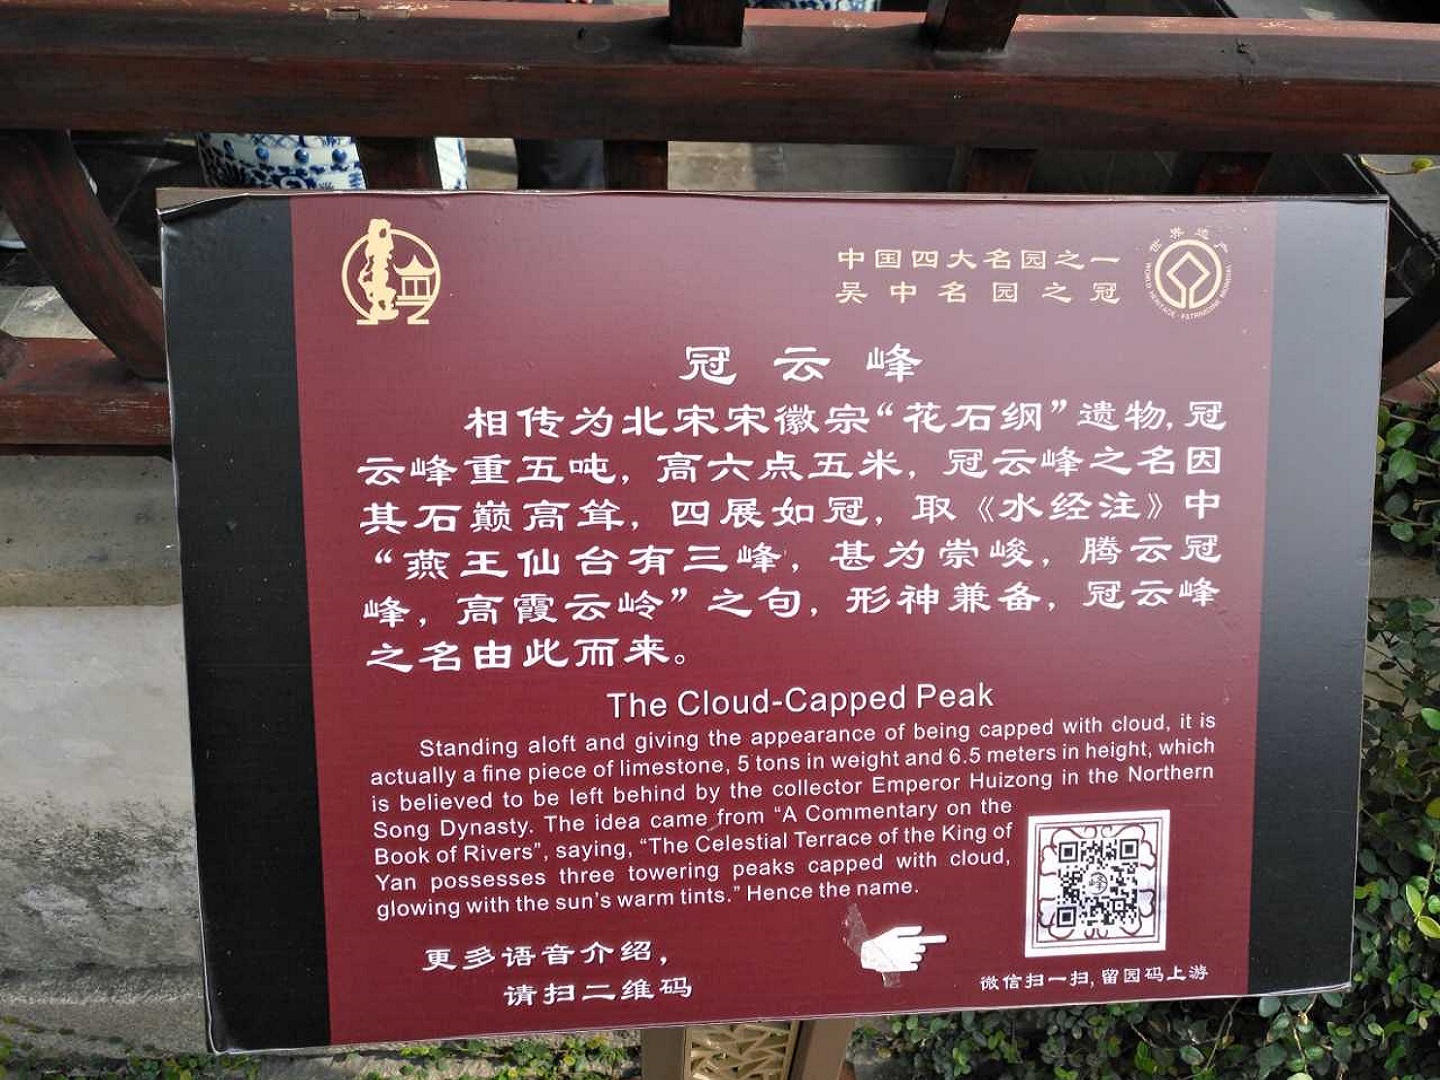 中国四大名园之一
吴中名园之冠
世界遗产
WORLD HERITAGE · PATRIMOINE MONDIAL
冠云峰
相传为北宋宋徽宗“花石纲”遗物，冠
云峰重五吨，高六点五米，冠云峰之名因
其石巅高耸，四展如冠，取《水经注》中
“燕王仙台有三峰，甚为崇峻，腾云冠
峰，高霞云岭”之句，形神兼备，冠云峰
之名由此而来。
The Cloud-Capped Peak
Standing aloft and giving the appearance of being capped with cloud, it is
actually a fine piece of limestone, 5 tons in weight and 6.5 meters in height, which
is believed to be left behind by the collector Emperor Huizong in the Northern
Song Dynasty. The idea came from “A Commentary on the
Book of Rivers”, saying, “The Celestial Terrace of the King of
Yan possesses three towering peaks capped with cloud,
glowing with the sun’s warm tints.” Hence the name.
峰
更多语音介绍，
请扫二维码
微信扫一扫，留园码上游